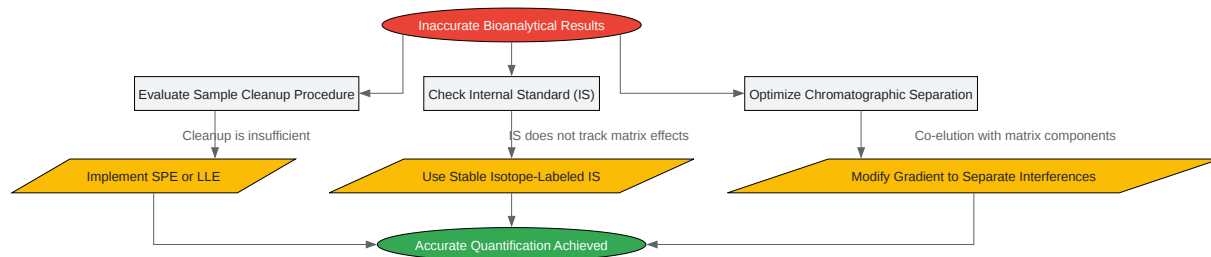 Inaccurate Bioanalytical Results
Evaluate Sample Cleanup Procedure
Check Internal Standard (IS)
Optimize Chromatographic Separation
Cleanup is insufficient
IS does not track matrix effects
Co-elution with matrix components
Implement SPE or LLE
Use Stable Isotope-Labeled IS
Modify Gradient to Separate Interferences
Accurate Quantification Achieved